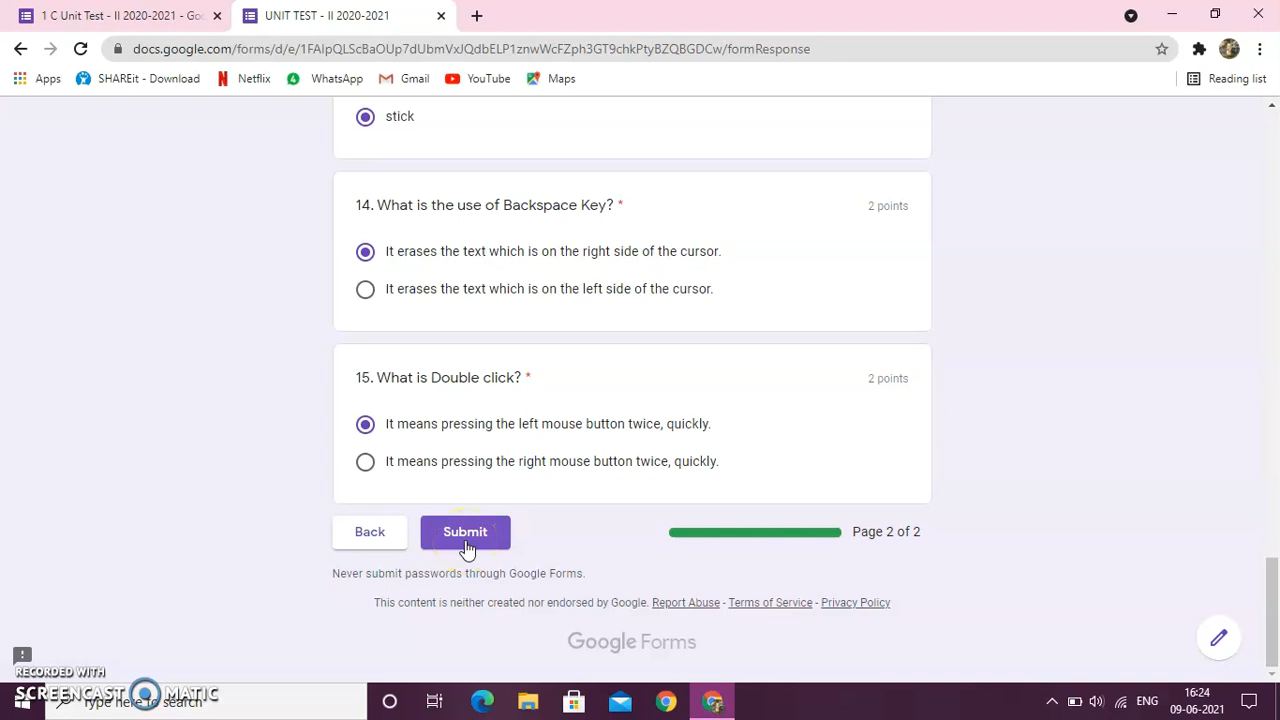 1 C Unit Test - II 2020-2021 - Goo
UNIT TEST - II 2020-2021
docs.google.com/forms/d/e/1FAIpQLScBaOUp7dUbmVxJQdbELP1znwWcFZph3GT9chkPtyBZQBGDCw/formResponse
Apps
SHAREit - Download
Netflix
WhatsApp
Gmail
YouTube
Maps
Reading list
stick
14. What is the use of Backspace Key? *
2 points
It erases the text which is on the right side of the cursor.
It erases the text which is on the left side of the cursor.
15. What is Double click? *
2 points
It means pressing the left mouse button twice, quickly.
It means pressing the right mouse button twice, quickly.
Back
Submit
Page 2 of 2
Never submit passwords through Google Forms.
This content is neither created nor endorsed by Google. Report Abuse - Terms of Service - Privacy Policy
Google Forms
RECORDED WITH
SCREENCAST MATIC
Type here to search
ENG
16:24
09-06-2021